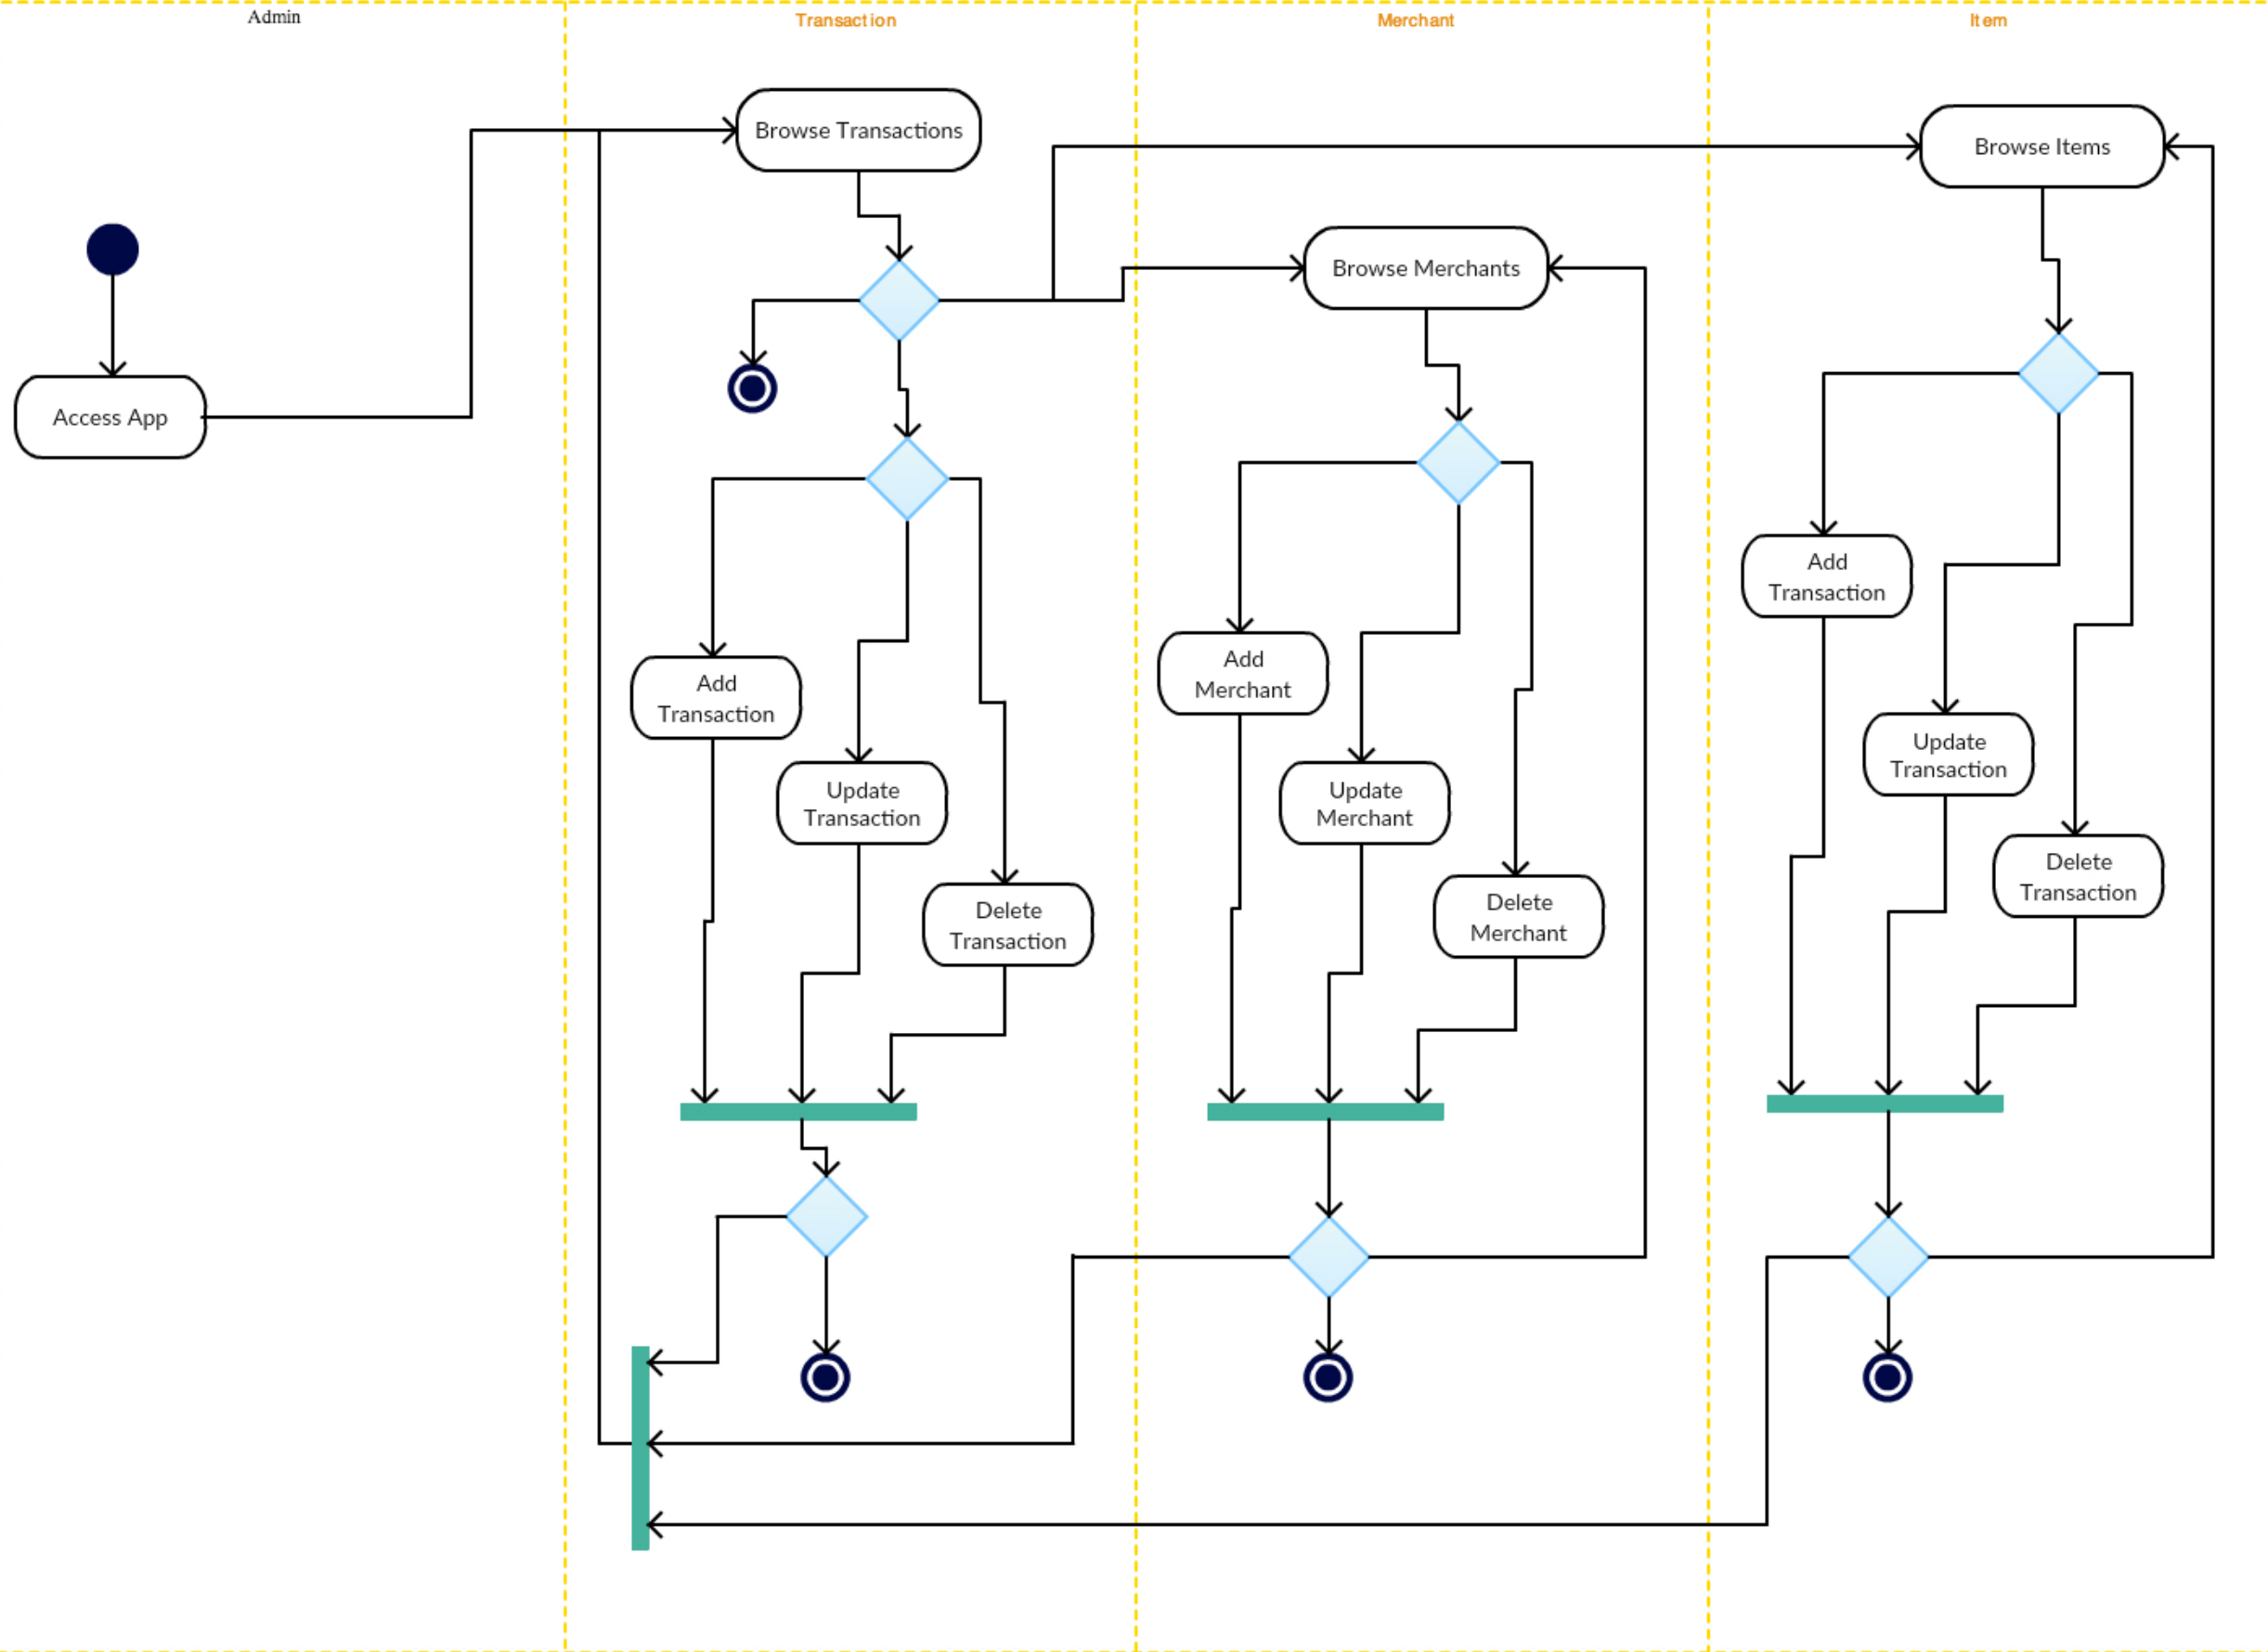 Admin
Transaction
Merchant
Item
Browse Transactions
Browse Items
Browse Merchants
Access App
Add
Transaction
Update
Transaction
Delete
Transaction
Add
Merchant
Update
Merchant
Delete
Merchant
Add
Transaction
Update
Transaction
Delete
Transaction